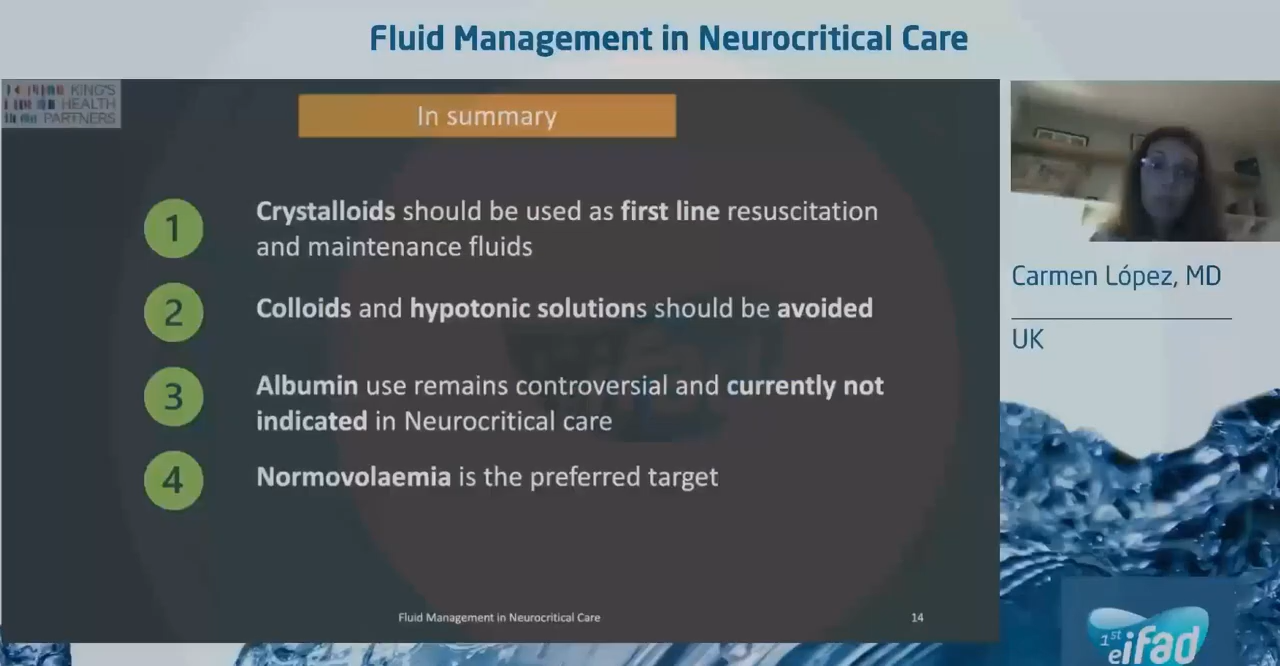 Fluid Management in Neurocritical Care
KING'S
HEALTH
PARTNERS
In summary
1
Crystalloids should be used as first line resuscitation
and maintenance fluids
2
Colloids and hypotonic solutions should be avoided
3
Albumin use remains controversial and currently not
indicated in Neurocritical care
4
Normovolaemia is the preferred target
Fluid Management in Neurocritical Care
14
Carmen López, MD
UK
1st
eifad